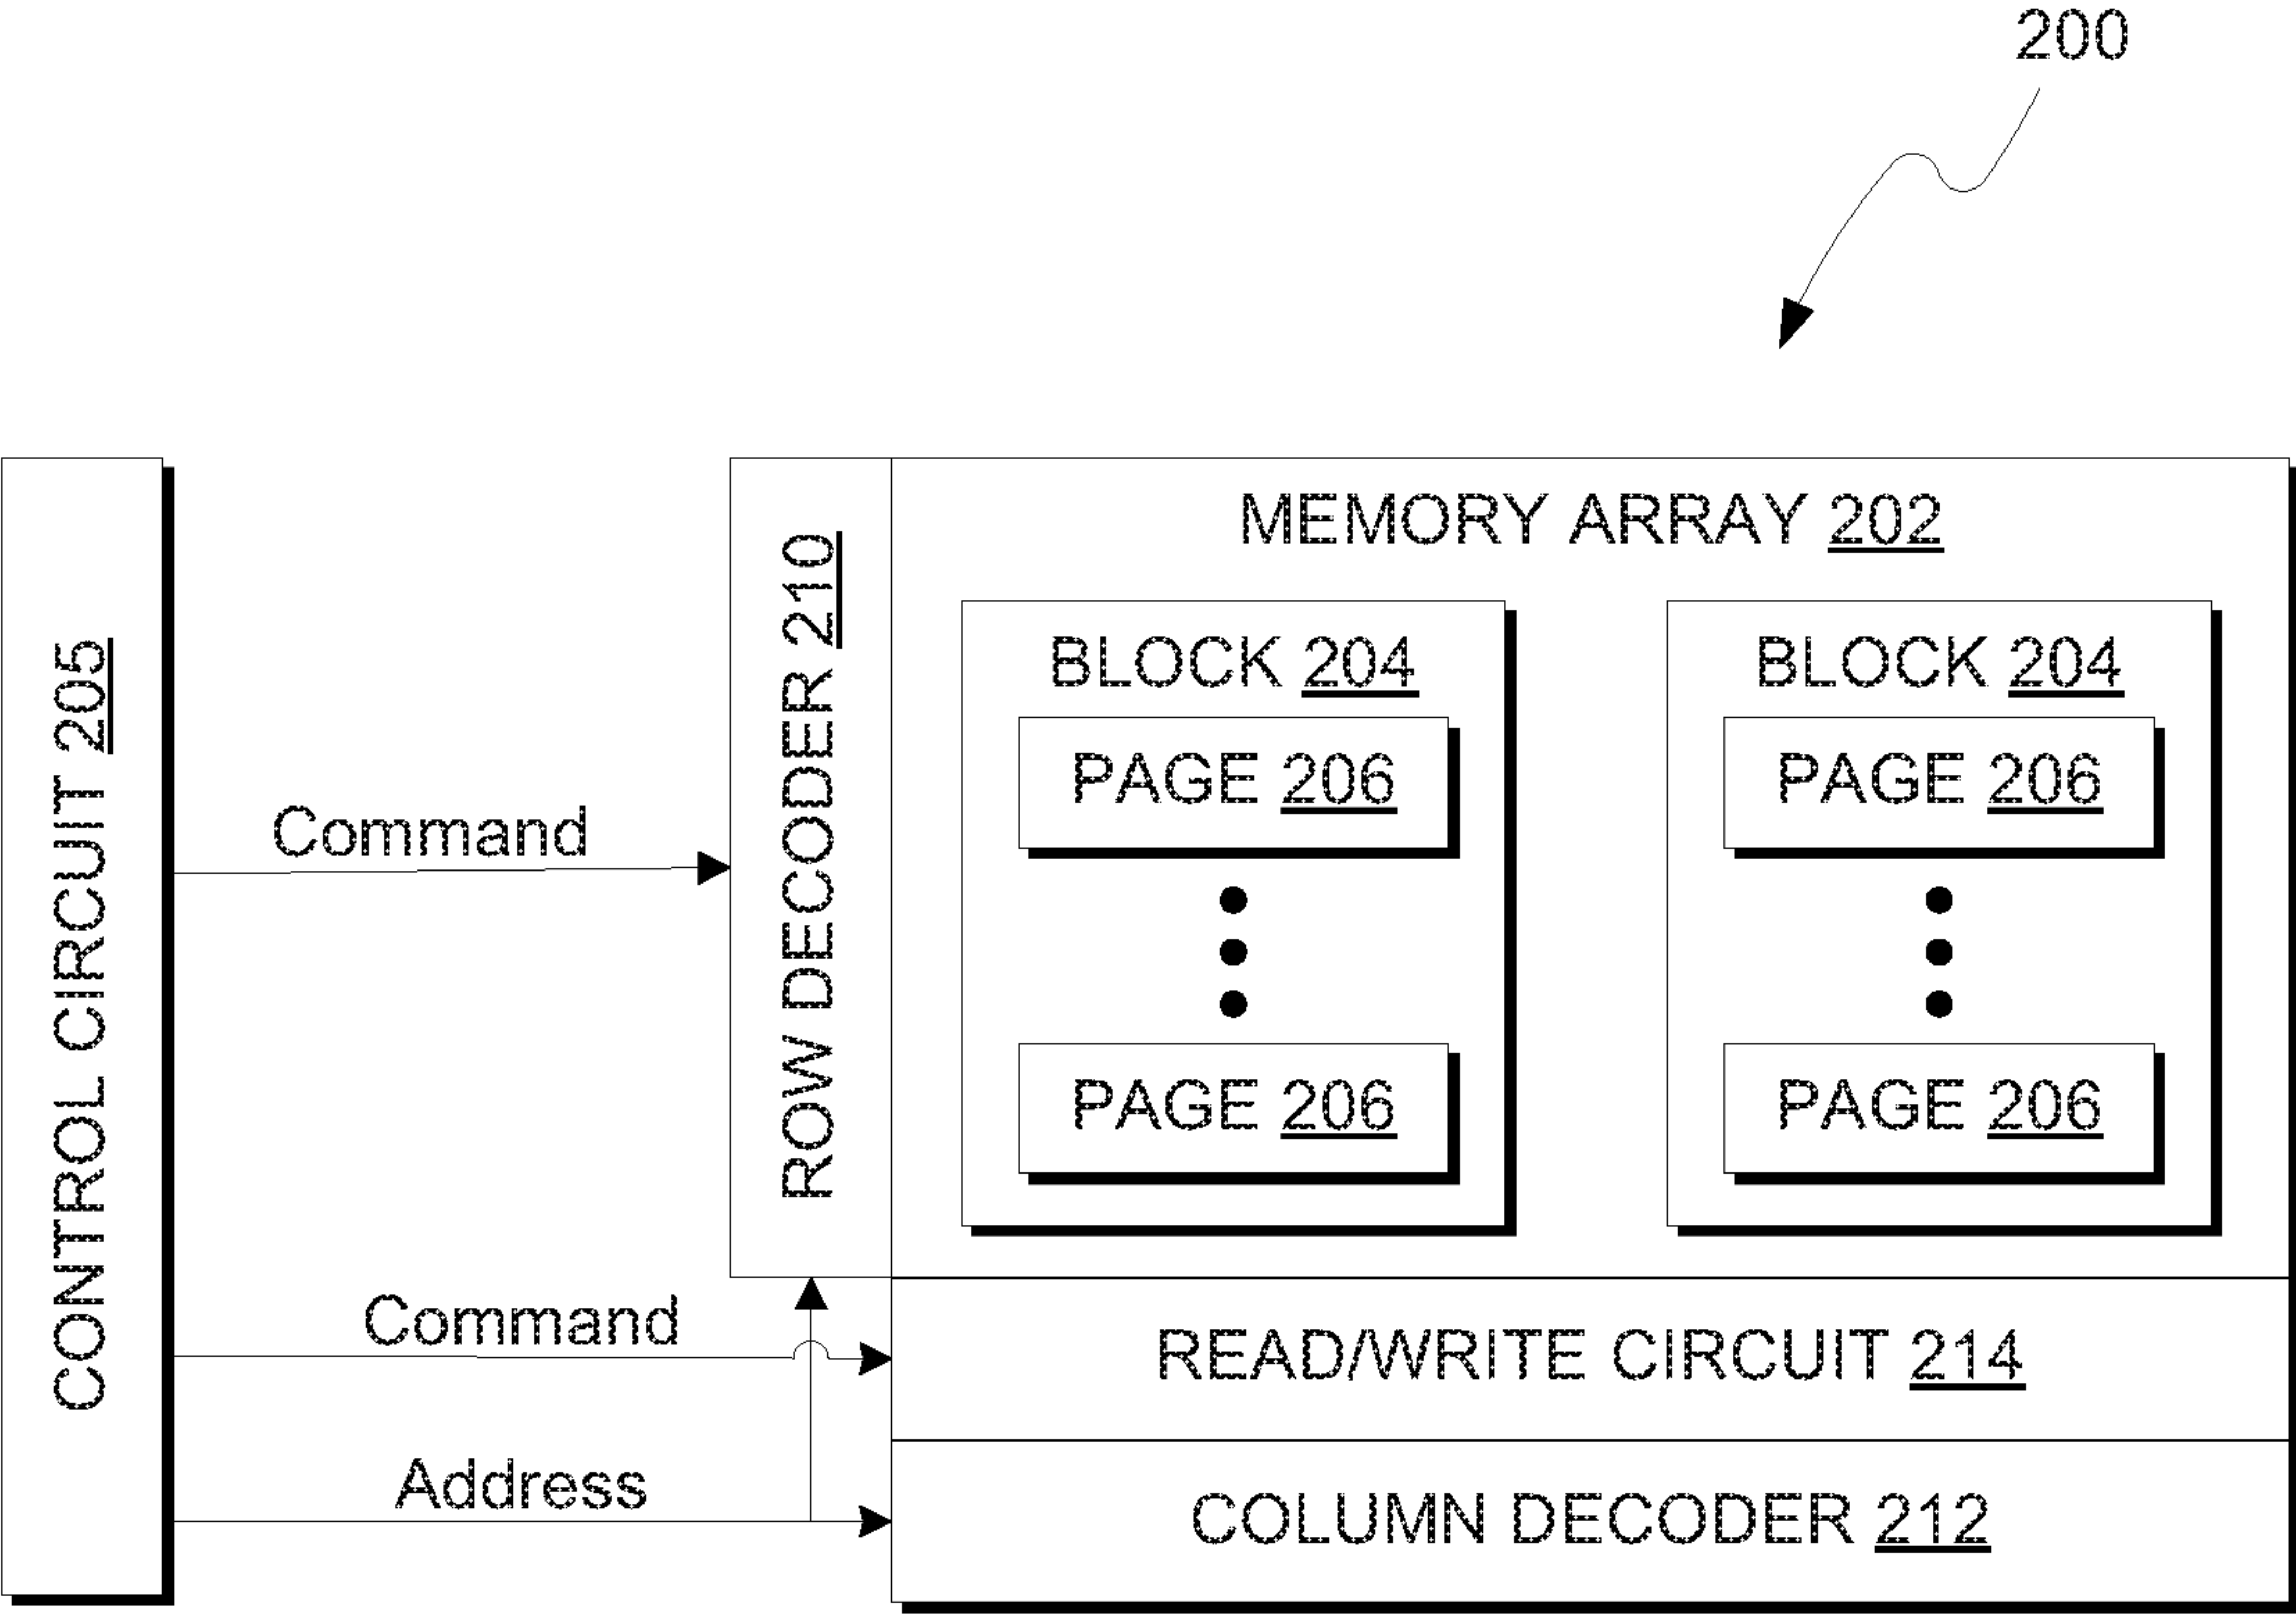 200
CONTROL CIRCUIT 205
Command
Command
Address
ROW DECODER 210
MEMORY ARRAY 202
BLOCK 204
PAGE 206
PAGE 206
BLOCK 204
PAGE 206
PAGE 206
READ/WRITE CIRCUIT 214
COLUMN DECODER 212